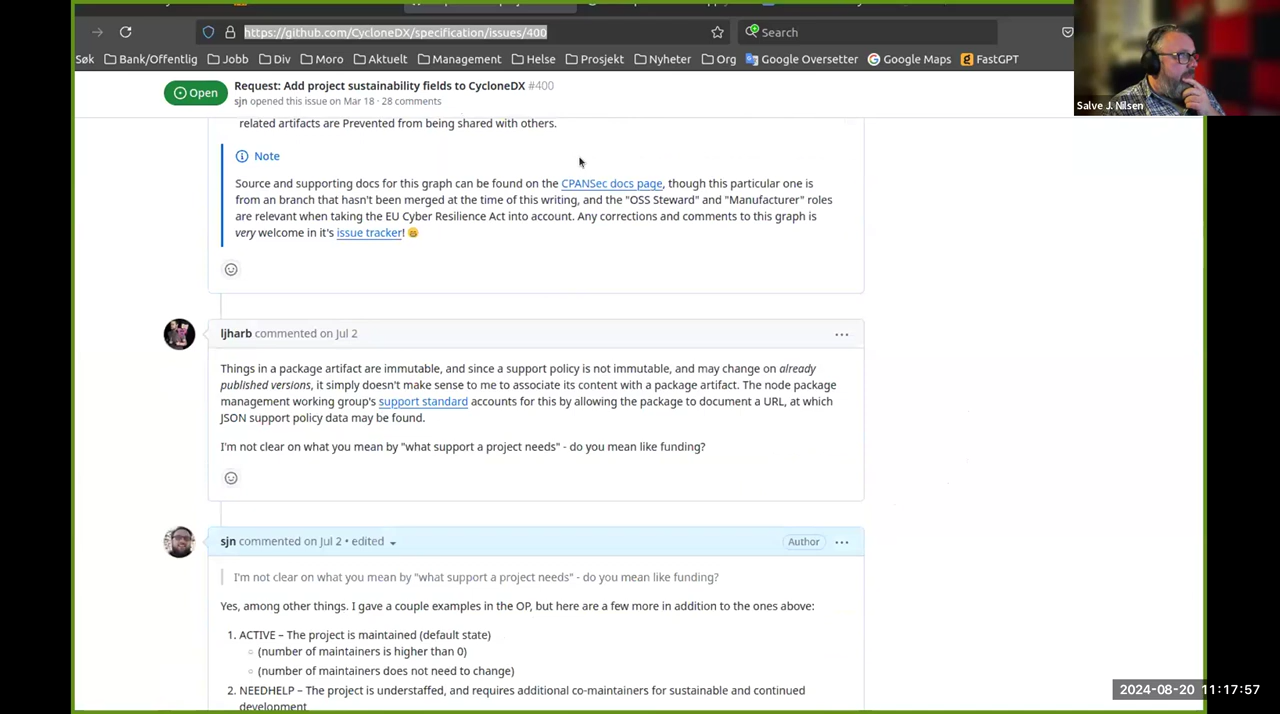 https://github.com/CycloneDX/specification/issues/400
Search
Søk
Bank/Offentlig
Jobb
Div
Moro
Aktuelt
Management
Helse
Prosjekt
Nyheter
Org
Google Oversetter
Google Maps
FastGPT
Salve J. Nilsen
Open
Request: Add project sustainability fields to CycloneDX #400
sjn opened this issue on Mar 18 · 28 comments
related artifacts are Prevented from being shared with others.
Note
Source and supporting docs for this graph can be found on the CPANSec docs page, though this particular one is
from an branch that hasn't been merged at the time of this writing, and the "OSS Steward" and "Manufacturer" roles
are relevant when taking the EU Cyber Resilience Act into account. Any corrections and comments to this graph is
very welcome in it's issue tracker! 😄
ljharb commented on Jul 2
Things in a package artifact are immutable, and since a support policy is not immutable, and may change on already
published versions, it simply doesn't make sense to me to associate its content with a package artifact. The node package
management working group's support standard accounts for this by allowing the package to document a URL, at which
JSON support policy data may be found.
I'm not clear on what you mean by "what support a project needs" - do you mean like funding?
sjn commented on Jul 2 • edited
Author
I'm not clear on what you mean by "what support a project needs" - do you mean like funding?
Yes, among other things. I gave a couple examples in the OP, but here are a few more in addition to the ones above:
1. ACTIVE – The project is maintained (default state)
(number of maintainers is higher than 0)
(number of maintainers does not need to change)
2. NEEDHELP – The project is understaffed, and requires additional co-maintainers for sustainable and continued
development
2024-08-20 11:17:57